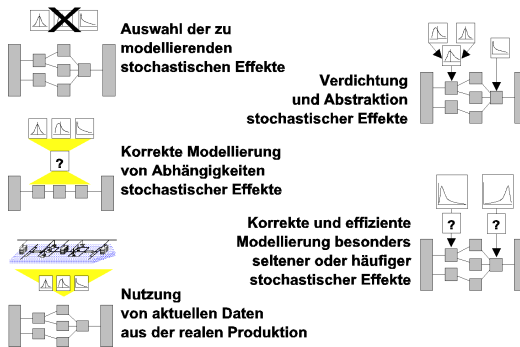 Auswahl der zu
modellierenden
stochastischen Effekte
Verdichtung
und Abstraktion
stochastischer Effekte
?
Korrekte Modellierung
von Abhängigkeiten
stochastischer Effekte
? ?
Korrekte und effiziente
Modellierung besonders
seltener oder häufiger
stochastischer Effekte
Nutzung
von aktuellen Daten
aus der realen Produktion